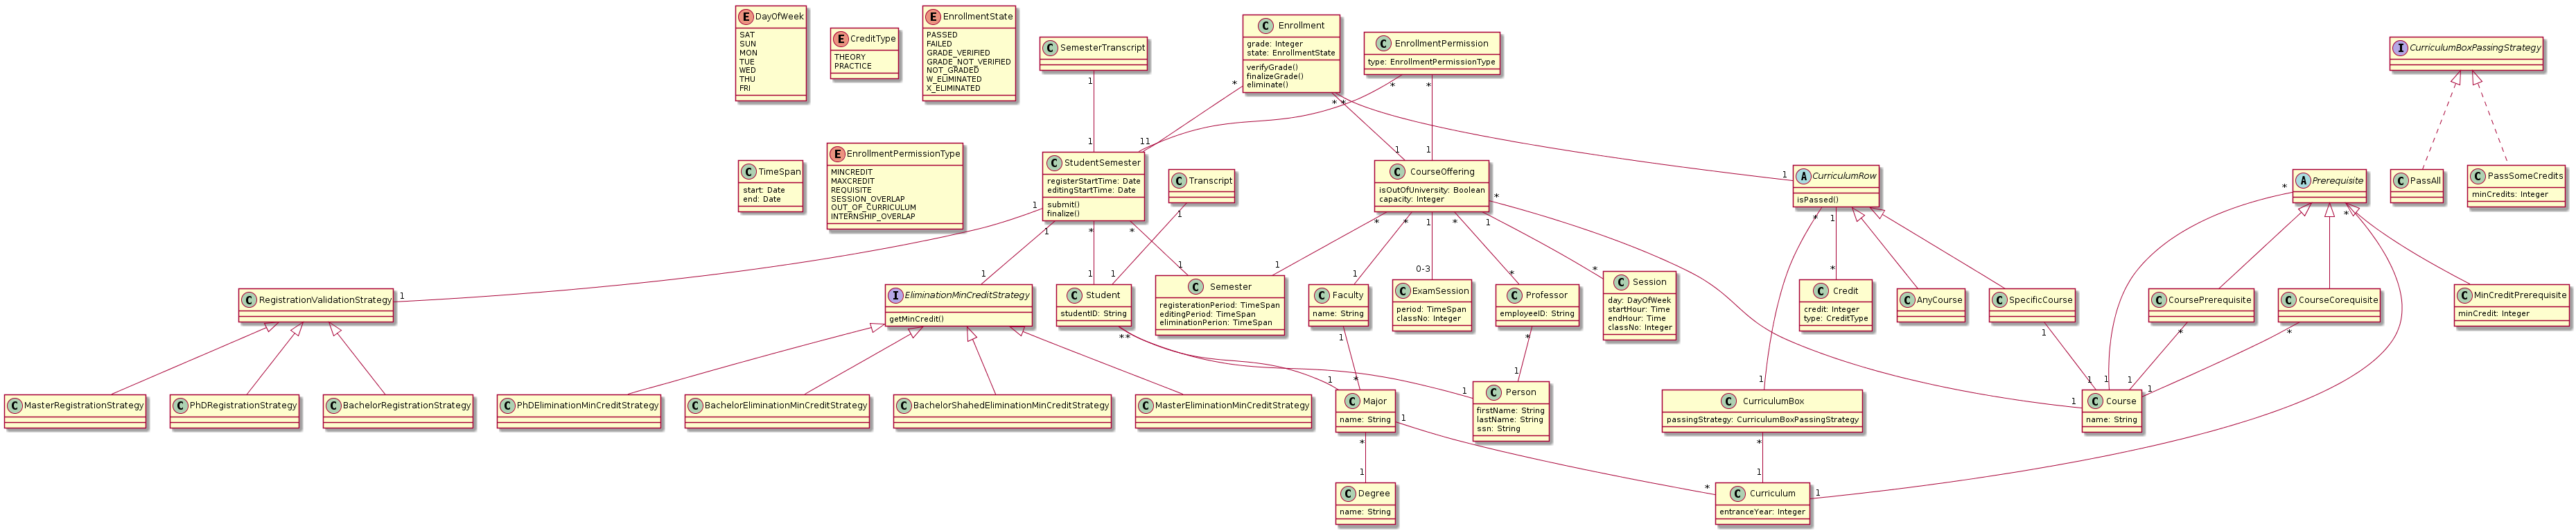 E DayOfWeek
SAT
SUN
MON
TUE
WED
THU
FRI
E CreditType
THEORY
PRACTICE
E EnrollmentState
PASSED
FAILED
GRADE_VERIFIED
GRADE_NOT_VERIFIED
NOT_GRADED
W_ELIMINATED
X_ELIMINATED
C SemesterTranscript
C Enrollment
grade: Integer
state: EnrollmentState
verifyGrade()
finalizeGrade()
eliminate()
C EnrollmentPermission
type: EnrollmentPermissionType
I CurriculumBoxPassingStrategy
1
*
* *
*
*
1
11
1
1
1
C TimeSpan
start: Date
end: Date
E EnrollmentPermissionType
MINCREDIT
MAXCREDIT
REQUISITE
SESSION_OVERLAP
OUT_OF_CURRICULUM
INTERNSHIP_OVERLAP
C StudentSemester
registerStartTime: Date
editingStartTime: Date
submit()
finalize()
C Transcript
C CourseOffering
isOutOfUniversity: Boolean
capacity: Integer
A CurriculumRow
isPassed()
A Prerequisite
C PassAll
C PassSomeCredits
minCredits: Integer
1
1
*
*
1
*
*
1
*
1
*
*
1
*
*
1
1
1
1
1
1
0-3
*
*
*
C RegistrationValidationStrategy
1
I EliminationMinCreditStrategy
getMinCredit()
C Student
studentID: String
C Semester
registerationPeriod: TimeSpan
editingPeriod: TimeSpan
eliminationPerion: TimeSpan
C Faculty
name: String
C ExamSession
period: TimeSpan
classNo: Integer
C Professor
employeeID: String
C Session
day: DayOfWeek
startHour: Time
endHour: Time
classNo: Integer
C Credit
credit: Integer
type: CreditType
C AnyCourse
C SpecificCourse
C CoursePrerequisite
C CourseCorequisite
C MinCreditPrerequisite
minCredit: Integer
**
1
*
1
*
*
1
*
1
1
1
1
1
1
1
1
1
C MasterRegistrationStrategy
C PhDRegistrationStrategy
C BachelorRegistrationStrategy
C PhDEliminationMinCreditStrategy
C BachelorEliminationMinCreditStrategy
C BachelorShahedEliminationMinCreditStrategy
C MasterEliminationMinCreditStrategy
C Major
name: String
C Person
firstName: String
lastName: String
ssn: String
C CurriculumBox
passingStrategy: CurriculumBoxPassingStrategy
C Course
name: String
*
1
*
1
*
1
1
C Degree
name: String
C Curriculum
entranceYear: Integer